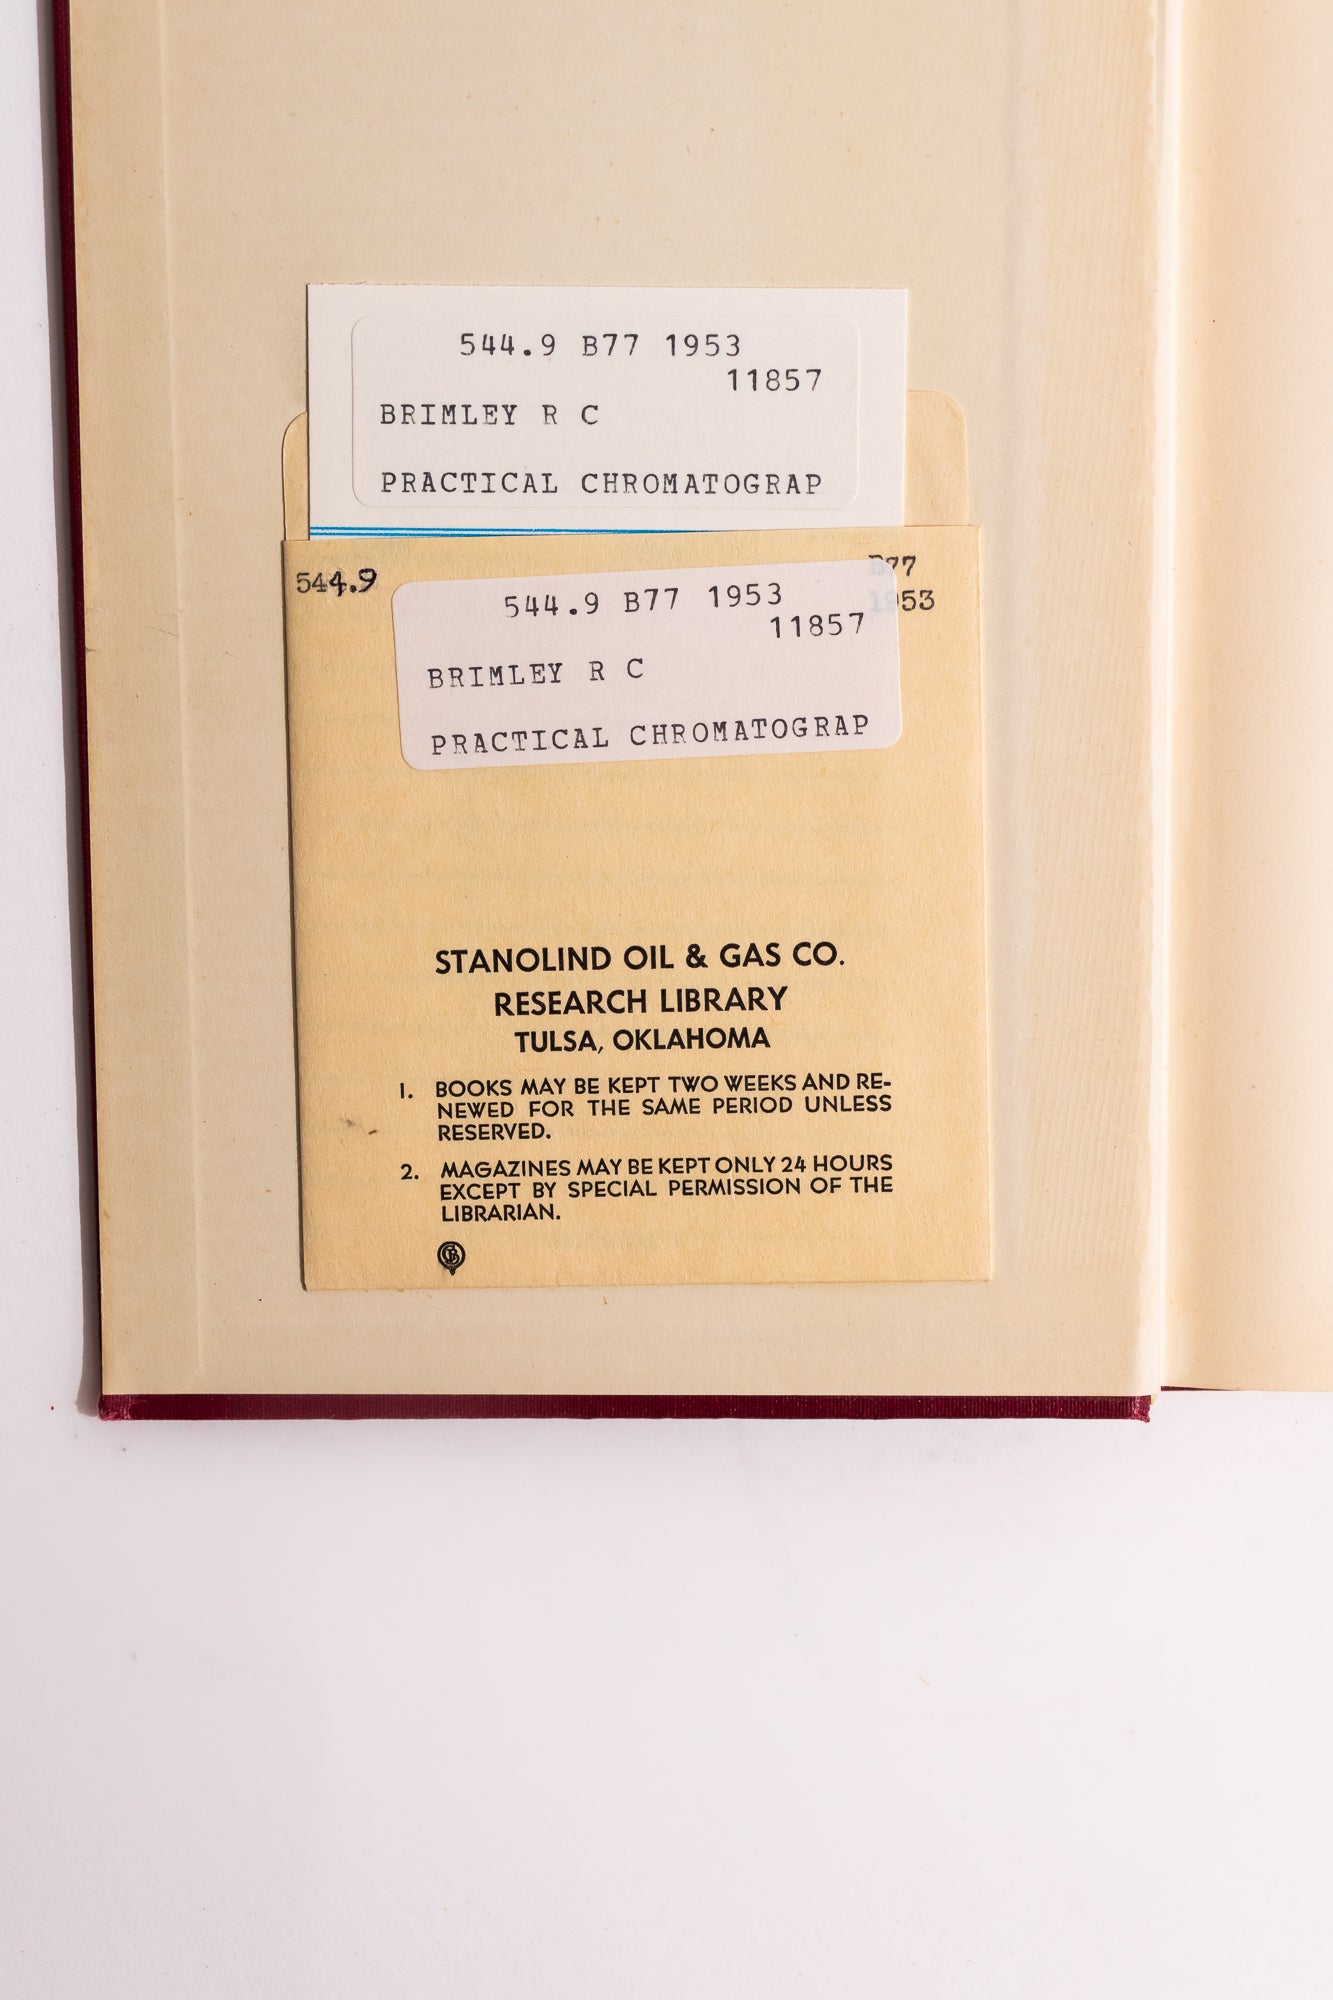 544.9 B77 1953
11857
BRIMLEY R C
PRACTICAL CHROMATOGRAP
544.9
B77
1953
544.9 B77 1953
11857
BRIMLEY R C
PRACTICAL CHROMATOGRAP
STANOLIND OIL & GAS CO.
RESEARCH LIBRARY
TULSA, OKLAHOMA
1. BOOKS MAY BE KEPT TWO WEEKS AND RE-
NEWED FOR THE SAME PERIOD UNLESS
RESERVED.
2. MAGAZINES MAY BE KEPT ONLY 24 HOURS
EXCEPT BY SPECIAL PERMISSION OF THE
LIBRARIAN.